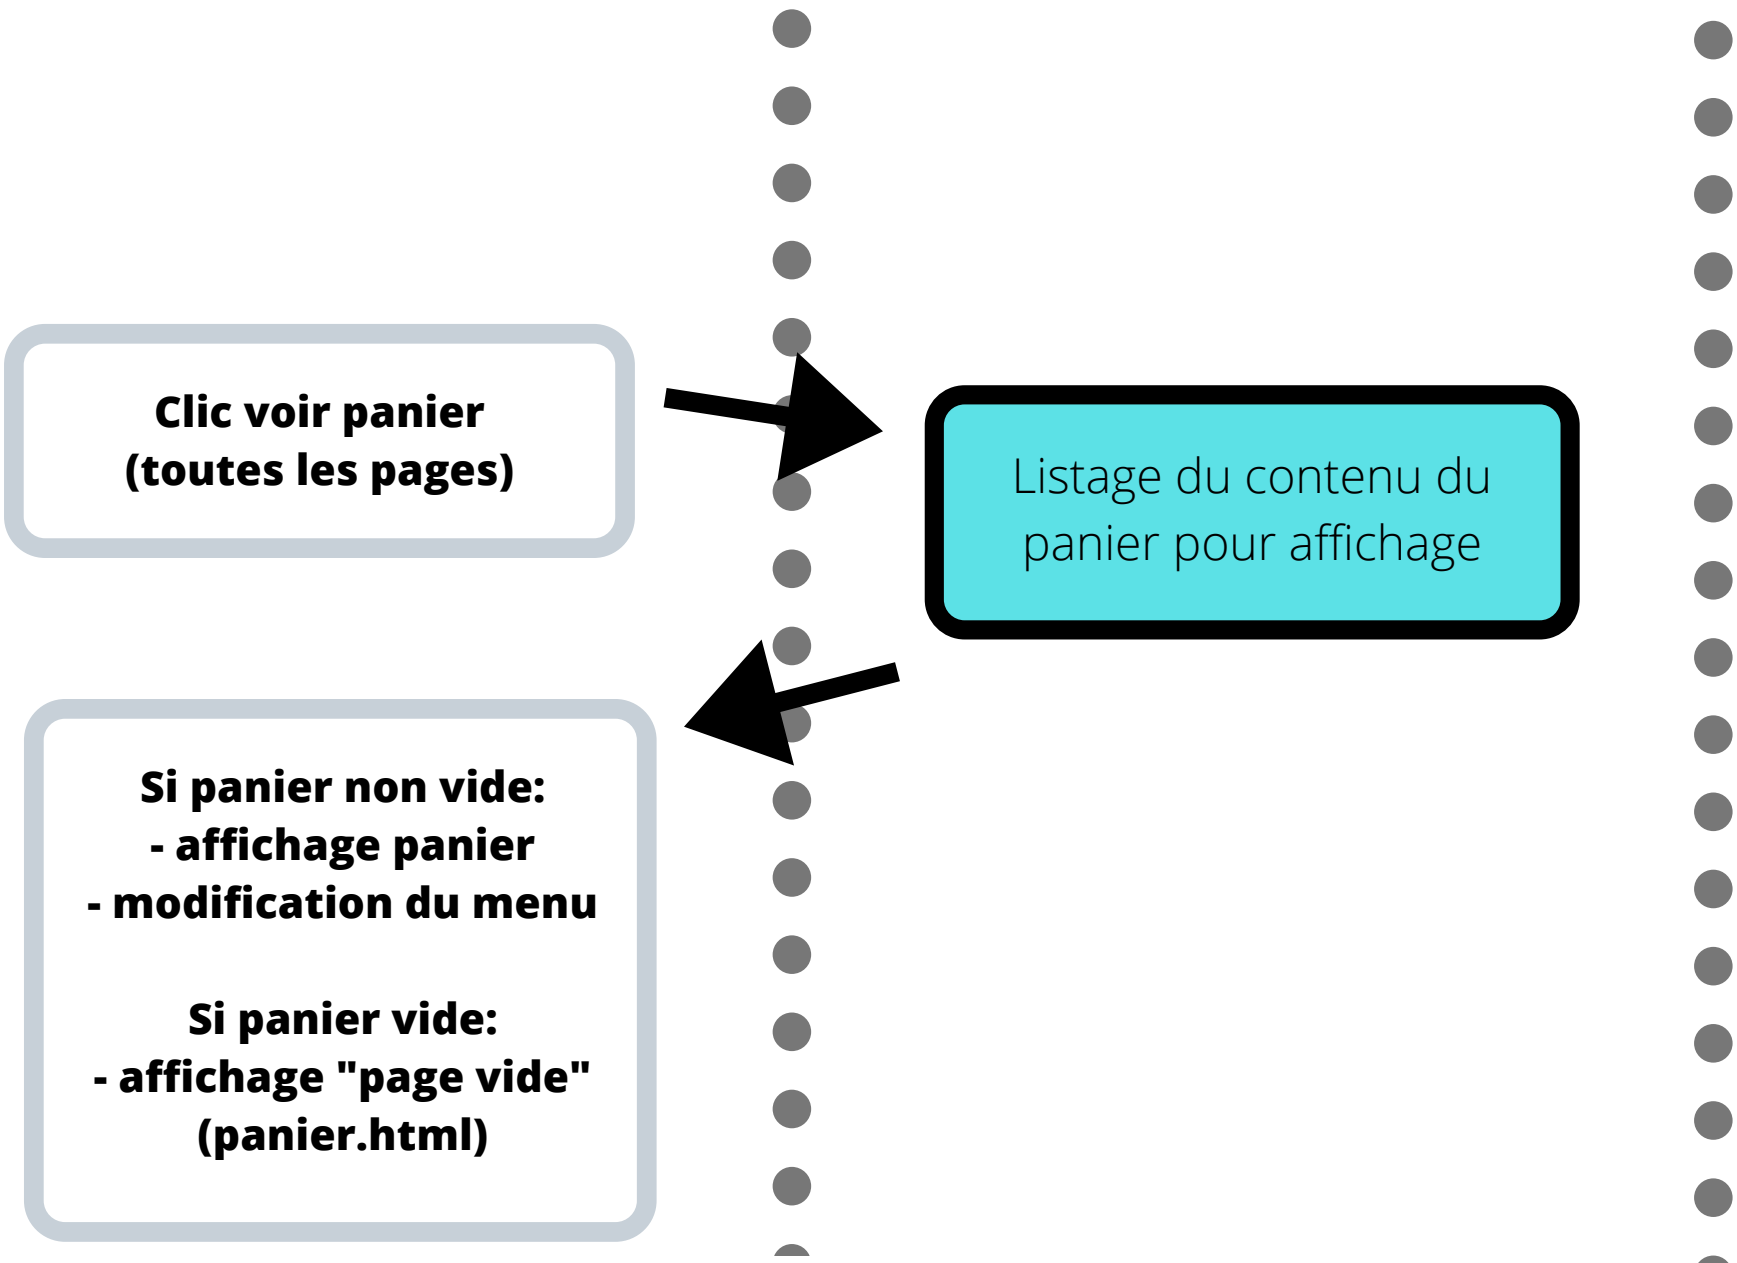 Clic voir panier
(toutes les pages)
Listage du contenu du
panier pour affichage
Si panier non vide:
- affichage panier
- modification du menu
Si panier vide:
- affichage "page vide"
(panier.html)